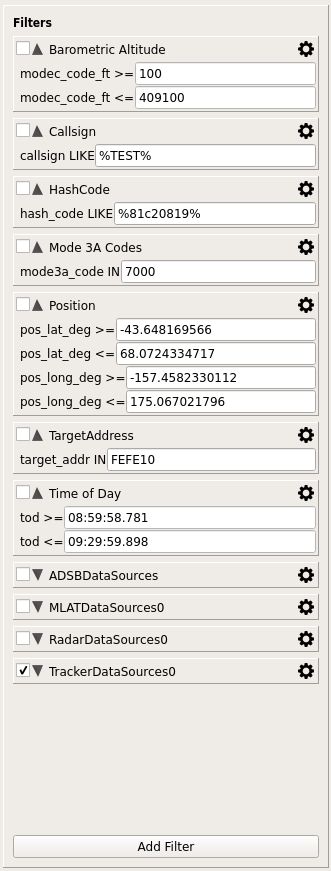 Filters
Barometric Altitude
modec_code_ft >= 100
modec_code_ft <= 409100
Callsign
callsign LIKE %TEST%
HashCode
hash_code LIKE %81c20819%
Mode 3A Codes
mode3a_code IN 7000
Position
pos_lat_deg >= -43.648169566
pos_lat_deg <= 68.0724334717
pos_long_deg >= -157.4582330112
pos_long_deg <= 175.067021796
TargetAddress
target_addr IN FEFE10
Time of Day
tod >= 08:59:58.781
tod <= 09:29:59.898
ADSBDataSources
MLATDataSources0
RadarDataSources0
TrackerDataSources0
Add Filter